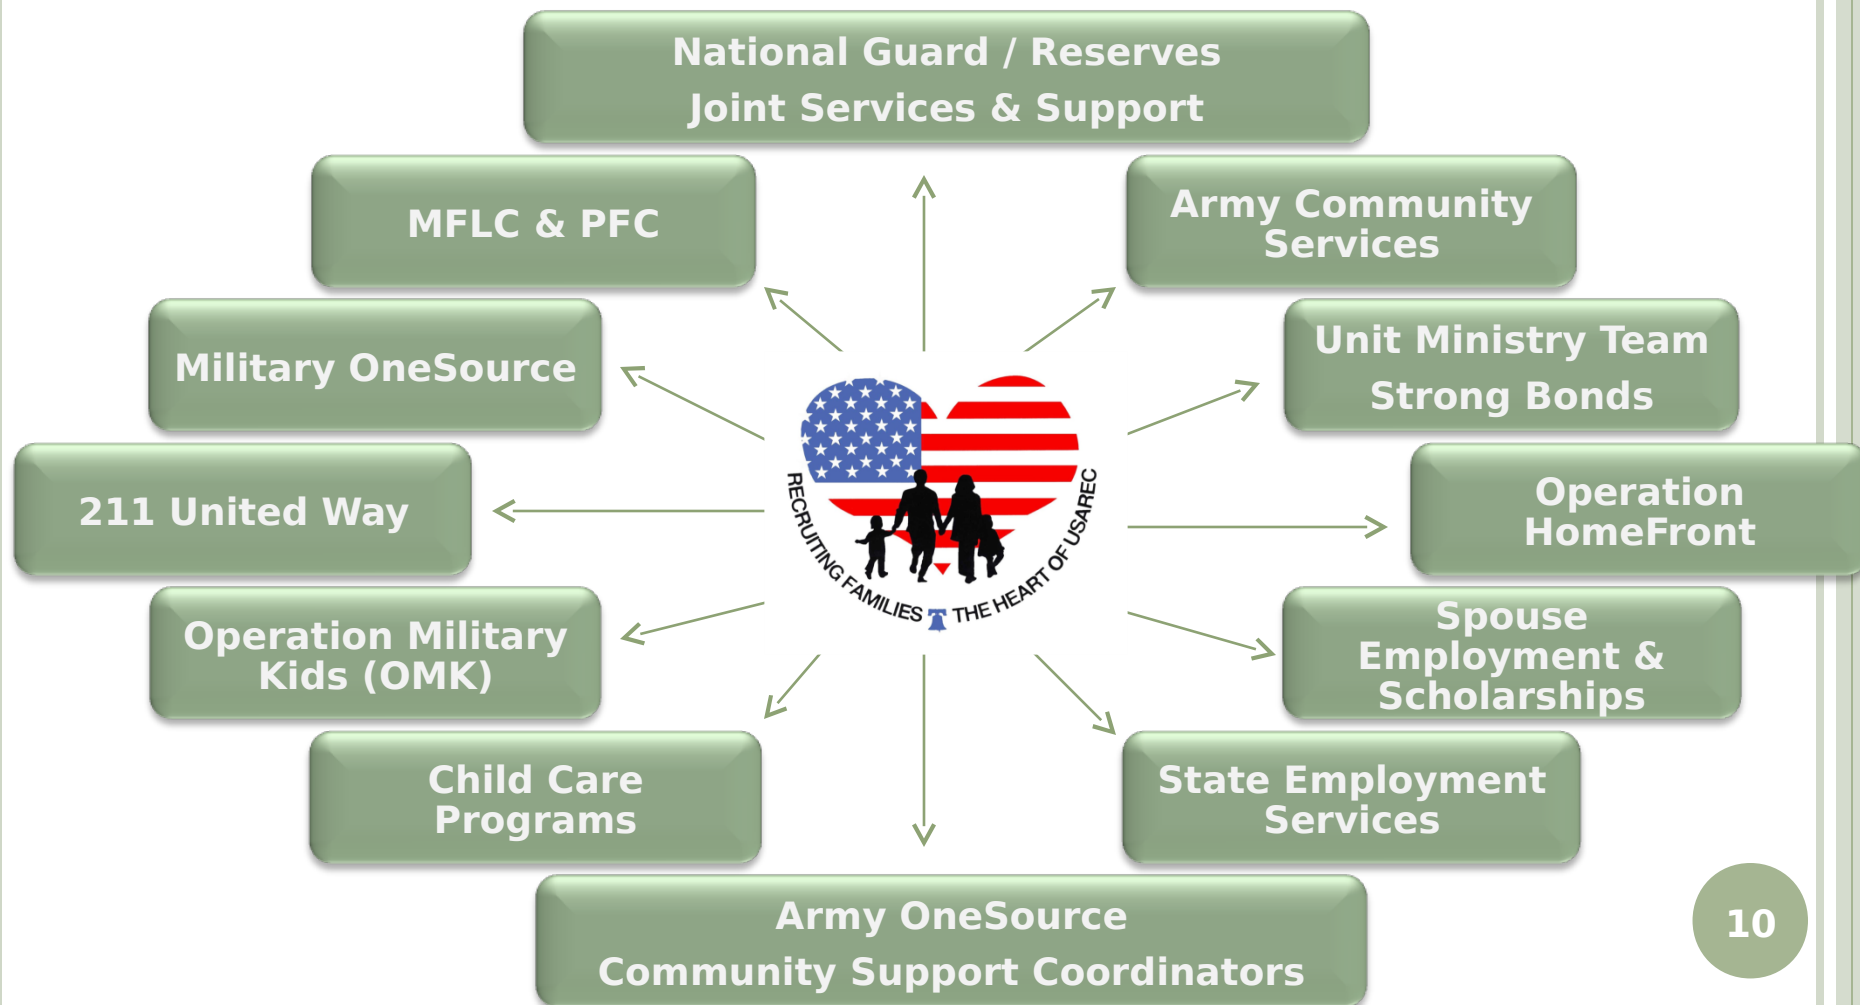 National Guard / Reserves
Joint Services & Support
MFLC & PFC
Army Community
Services
Military OneSource
Unit Ministry Team
Strong Bonds
211 United Way
Operation
HomeFront
RECRUITING FAMILIES THE HEART OF USAREC
Operation Military
Kids (OMK)
Spouse
Employment &
Scholarships
Child Care
Programs
State Employment
Services
Army OneSource
Community Support Coordinators
10